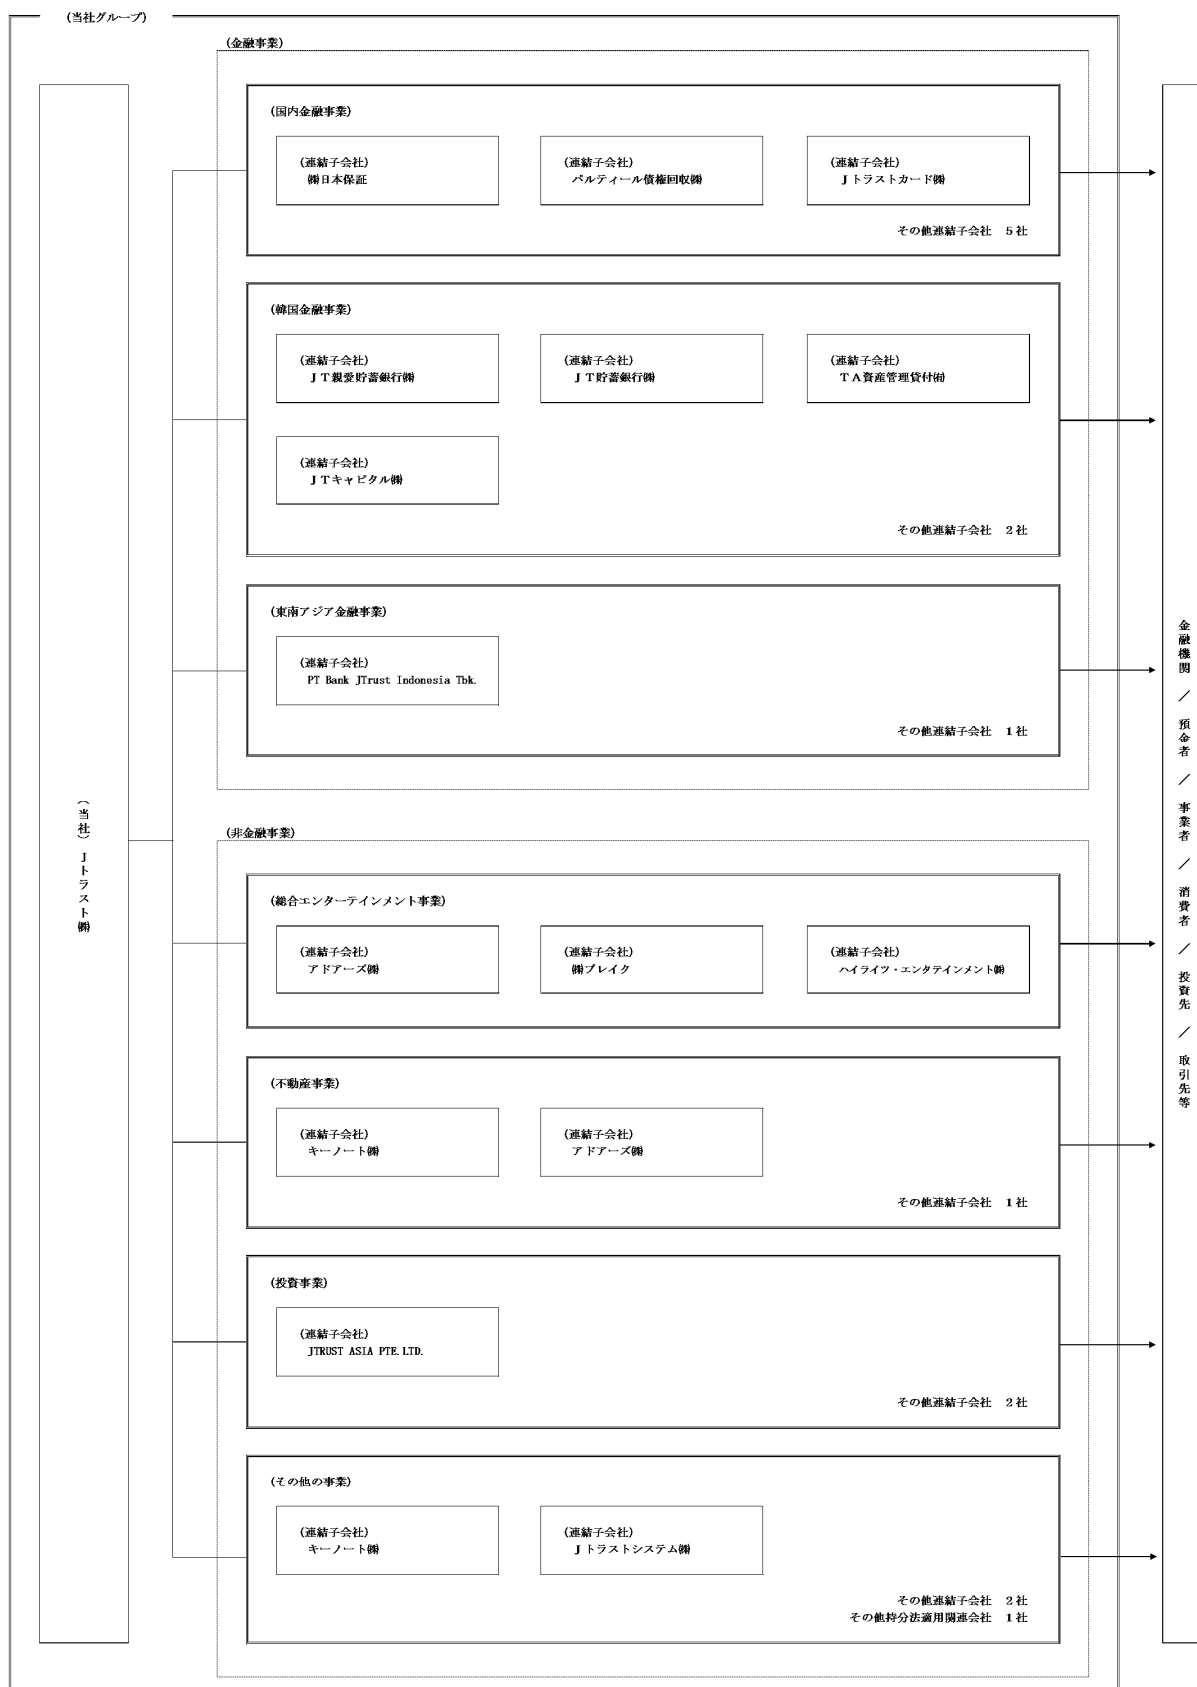 (当社グループ)
(金融事業)
(国内金融事業)
(連結子会社)
㈱日本保証
(連結子会社)
パルティール債権回収㈱
(連結子会社)
Jトラストカード㈱
その他連結子会社 5社
(韓国金融事業)
(連結子会社)
JT親愛貯蓄銀行㈱
(連結子会社)
JT貯蓄銀行㈱
(連結子会社)
TA資産管理貸付㈲
(連結子会社)
JTキャピタル㈱
その他連結子会社 2社
(東南アジア金融事業)
(連結子会社)
PT Bank JTrust Indonesia Tbk.
その他連結子会社 1社
(当社) Jトラスト㈱
(非金融事業)
(総合エンターテインメント事業)
(連結子会社)
アドアーズ㈱
(連結子会社)
㈱ブレイク
(連結子会社)
ハイライツ・エンタテインメント㈱
(不動産事業)
(連結子会社)
キーノート㈱
(連結子会社)
アドアーズ㈱
その他連結子会社 1社
(投資事業)
(連結子会社)
JTRUST ASIA PTE.LTD.
その他連結子会社 2社
(その他の事業)
(連結子会社)
キーノート㈱
(連結子会社)
Jトラストシステム㈱
その他連結子会社 2社
その他持分法適用関連会社 1社
金融機関 / 預金者 / 事業者 / 消費者 / 投資先 / 取引先等